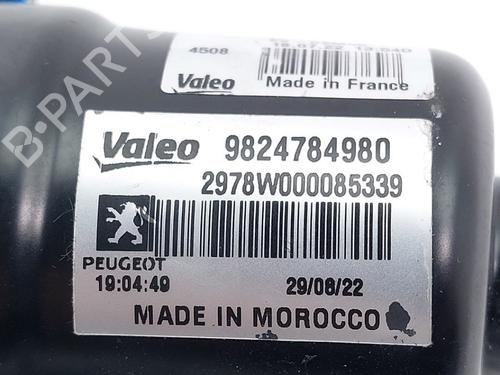 4508
Valeo Made in France
Valeo 9824784980
2978W000085339
PEUGEOT
19:04:49 29/08/22
MADE IN MOROCCO
B-PARTS